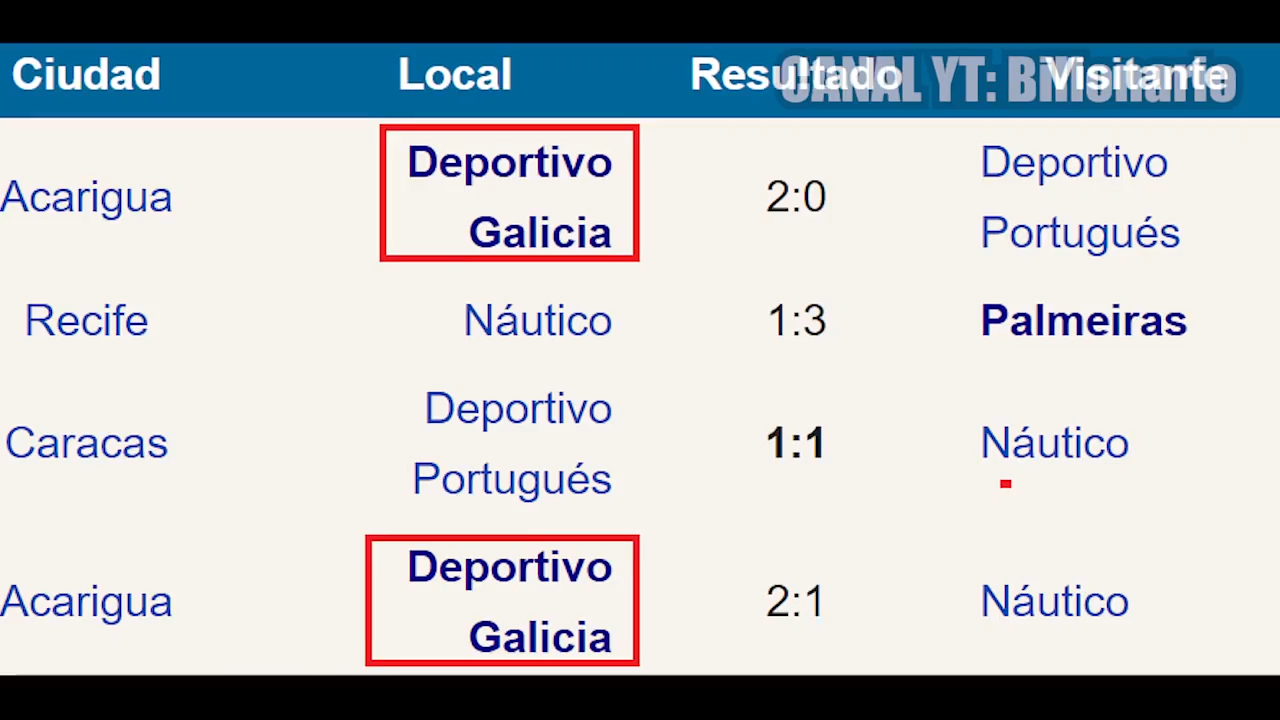 Ciudad Local Resultado Visitante
CANAL YT: Billonario
Acarigua Deportivo Galicia 2:0 Deportivo Portugués
Recife Náutico 1:3 Palmeiras
Caracas Deportivo Portugués 1:1 Náutico
Acarigua Deportivo Galicia 2:1 Náutico